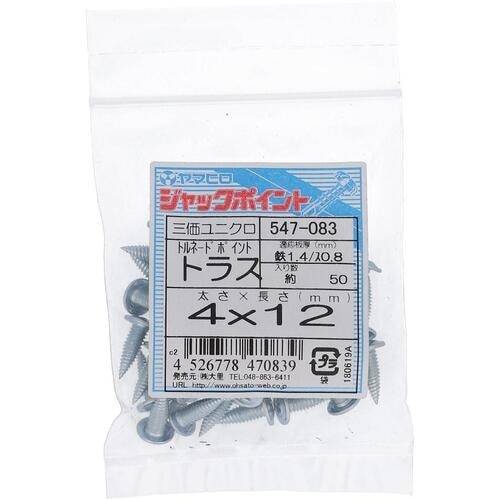 ヤマヒロ
ジャックポイント
三価ユニクロ 547-083
トルネードポイント 適応板厚(mm)
トラス 鉄1.4/ス0.8
入り数
約 50
太さ×長さ(mm)
4×12
c2
4 526778 470839
発売元:㈱大里 TEL048-863-6411
URL. http://www.ohsato-web.co.jp/
プラ
袋
180619A